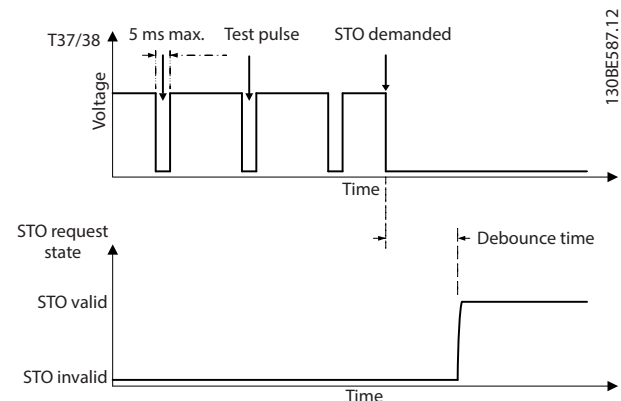 T37/38
5 ms max.
Test pulse
STO demanded
130BE587.12
Voltage
Time
STO request
state
Debounce time
STO valid
STO invalid
Time